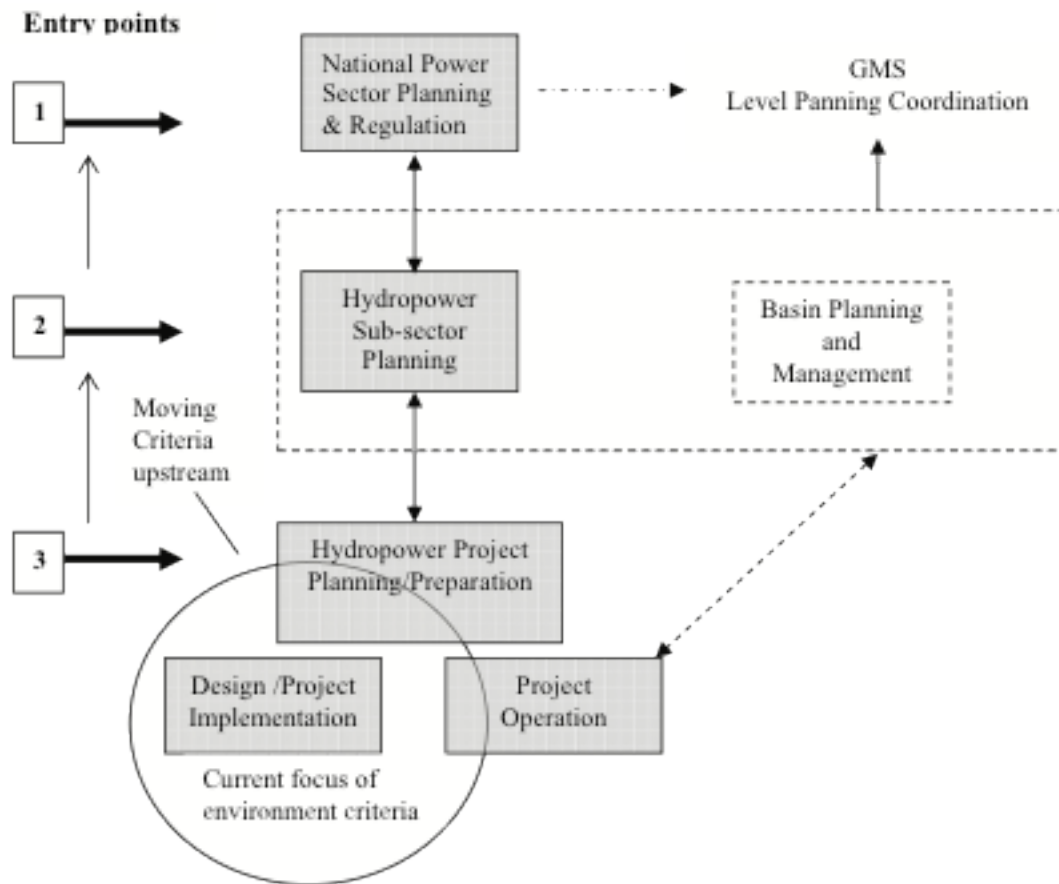 Entry points
1
National Power
Sector Planning
& Regulation
GMS
Level Panning Coordination
2
Hydropower
Sub-sector
Planning
Basin Planning
and
Management
Moving
Criteria
upstream
3
Hydropower Project
Planning/Preparation
Design /Project
Implementation
Project
Operation
Current focus of
environment criteria